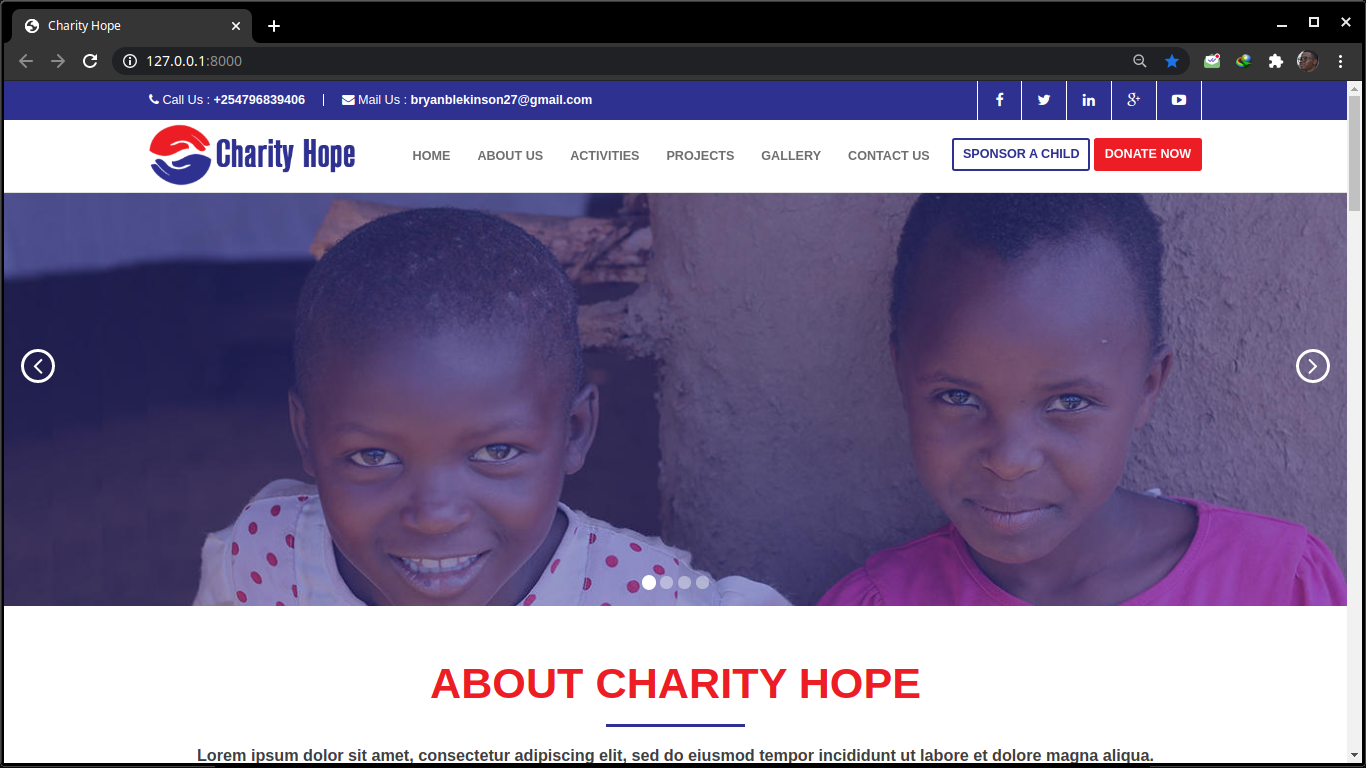 Charity Hope
127.0.0.1:8000
Call Us : +254796839406 | Mail Us : bryanblekinson27@gmail.com
Charity Hope HOME ABOUT US ACTIVITIES PROJECTS GALLERY CONTACT US SPONSOR A CHILD DONATE NOW
ABOUT CHARITY HOPE
Lorem ipsum dolor sit amet, consectetur adipiscing elit, sed do eiusmod tempor incididunt ut labore et dolore magna aliqua.